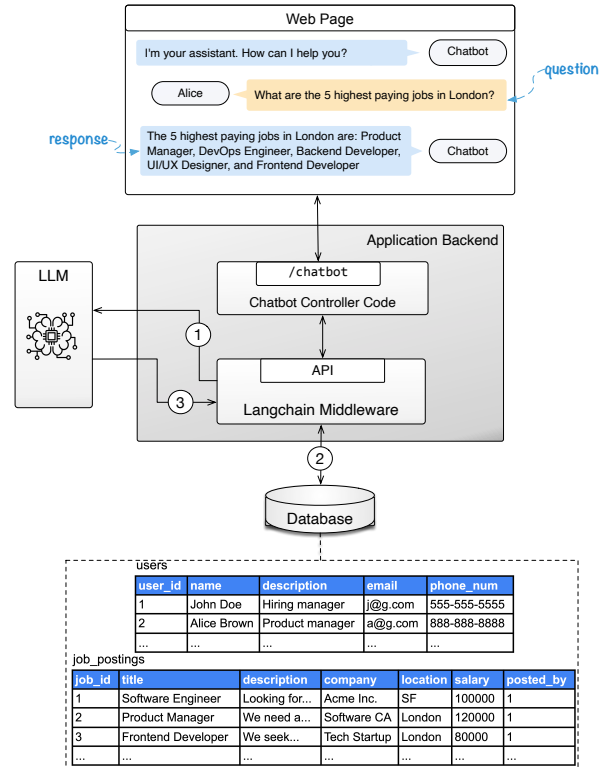 Web Page
I'm your assistant. How can I help you?
Chatbot
question
Alice
What are the 5 highest paying jobs in London?
response
The 5 highest paying jobs in London are: Product
Manager, DevOps Engineer, Backend Developer,
UI/UX Designer, and Frontend Developer
Chatbot
Application Backend
LLM
/chatbot
Chatbot Controller Code
1
API
3
Langchain Middleware
2
Database
users
user_id name description email phone_num
1 John Doe Hiring manager j@g.com 555-555-5555
2 Alice Brown Product manager a@g.com 888-888-8888
... ... ... ... ...
job_postings
job_id title description company location salary posted_by
1 Software Engineer Looking for... Acme Inc. SF 100000 1
2 Product Manager We need a... Software CA London 120000 1
3 Frontend Developer We seek... Tech Startup London 80000 1
... ... ... ... ... ... ...